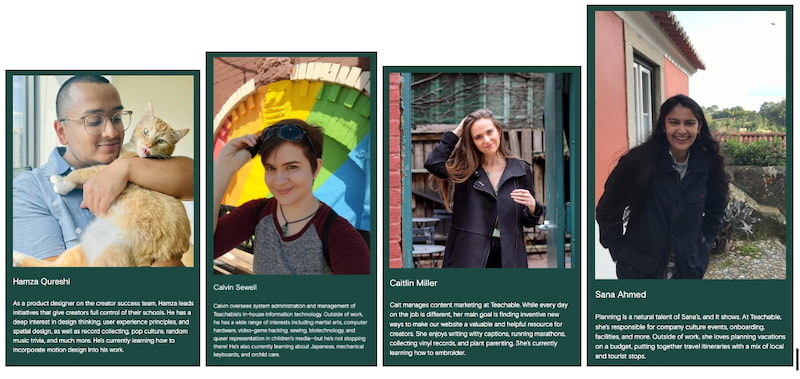 Hamza Qureshi
As a product designer on the creator success team, Hamza leads
initiatives that give creators full control of their schools. He has a
deep interest in design thinking, user experience principles, and
spatial design, as well as record collecting, pop culture, random
music trivia, and much more. He's currently learning how to
incorporate motion design into his work.
Calvin Sewell
Calvin oversees system administration and management of
Teachable's in-house information technology. Outside of work,
he has a wide range of interests including martial arts, computer
hardware, video-game hacking, sewing, biotechnology, and
queer representation in children's media—but he's not stopping
there! He's also currently learning about Japanese, mechanical
keyboards, and orchid care.
Caitlin Miller
Cait manages content marketing at Teachable. While every day
on the job is different, her main goal is finding inventive new
ways to make our website a valuable and helpful resource for
creators. She enjoys writing witty captions, running marathons,
collecting vinyl records, and plant parenting. She's currently
learning how to embroider.
Sana Ahmed
Planning is a natural talent of Sana's, and it shows. At Teachable,
she's responsible for company culture events, onboarding,
facilities, and more. Outside of work, she loves planning vacations
on a budget, putting together travel itineraries with a mix of local
and tourist stops.